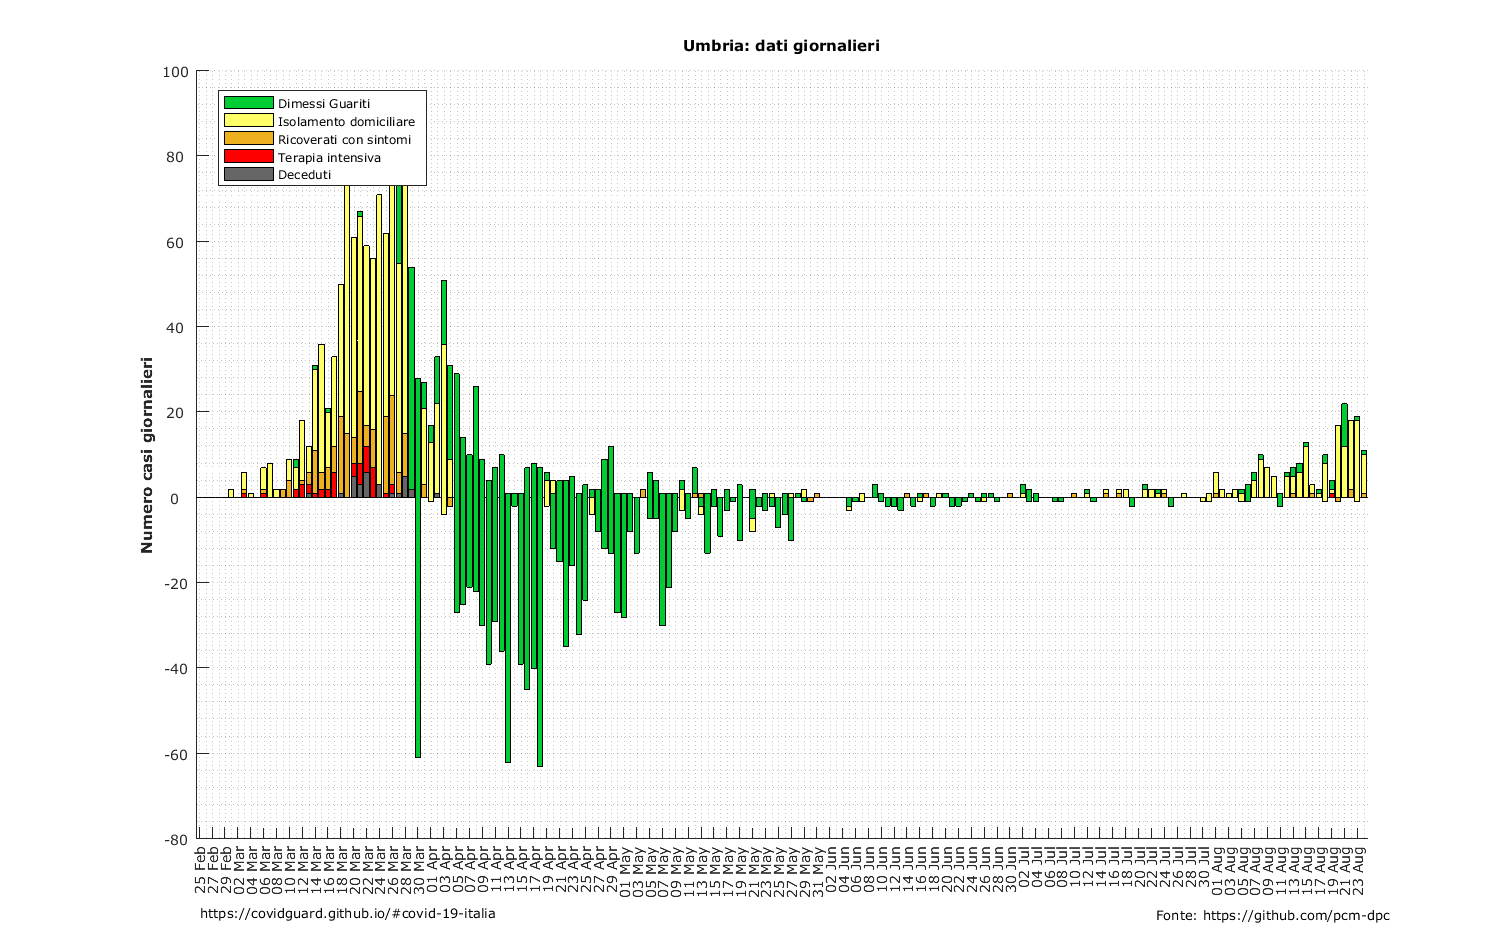 Umbria: dati giornalieri
100
80
60
40
20
0
-20
-40
-60
-80
Numero casi giornalieri
Dimessi Guariti
Isolamento domiciliare
Ricoverati con sintomi
Terapia intensiva
Deceduti
25 Feb
27 Feb
29 Feb
02 Mar
04 Mar
06 Mar
08 Mar
10 Mar
12 Mar
14 Mar
16 Mar
18 Mar
20 Mar
22 Mar
24 Mar
26 Mar
28 Mar
30 Mar
01 Apr
03 Apr
05 Apr
07 Apr
09 Apr
11 Apr
13 Apr
15 Apr
17 Apr
19 Apr
21 Apr
23 Apr
25 Apr
27 Apr
29 Apr
01 May
03 May
05 May
07 May
09 May
11 May
13 May
15 May
17 May
19 May
21 May
23 May
25 May
27 May
29 May
31 May
02 Jun
04 Jun
06 Jun
08 Jun
10 Jun
12 Jun
14 Jun
16 Jun
18 Jun
20 Jun
22 Jun
24 Jun
26 Jun
28 Jun
30 Jun
02 Jul
04 Jul
06 Jul
08 Jul
10 Jul
12 Jul
14 Jul
16 Jul
18 Jul
20 Jul
22 Jul
24 Jul
26 Jul
28 Jul
30 Jul
01 Aug
03 Aug
05 Aug
07 Aug
09 Aug
11 Aug
13 Aug
15 Aug
17 Aug
19 Aug
21 Aug
23 Aug
https://covidguard.github.io/#covid-19-italia
Fonte: https://github.com/pcm-dpc